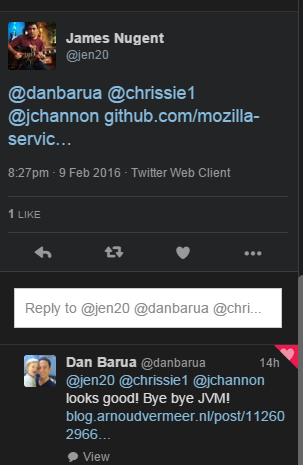 James Nugent
@jen20
@danbarua @chrissie1
@jchannon github.com/mozilla-
servic…
8:27pm · 9 Feb 2016 · Twitter Web Client
1 LIKE
Reply to @jen20 @danbarua @chri...
Dan Barua @danbarua 14h
@jen20 @chrissie1 @jchannon
looks good! Bye bye JVM!
blog.arnoudvermeer.nl/post/11260
2966…
View